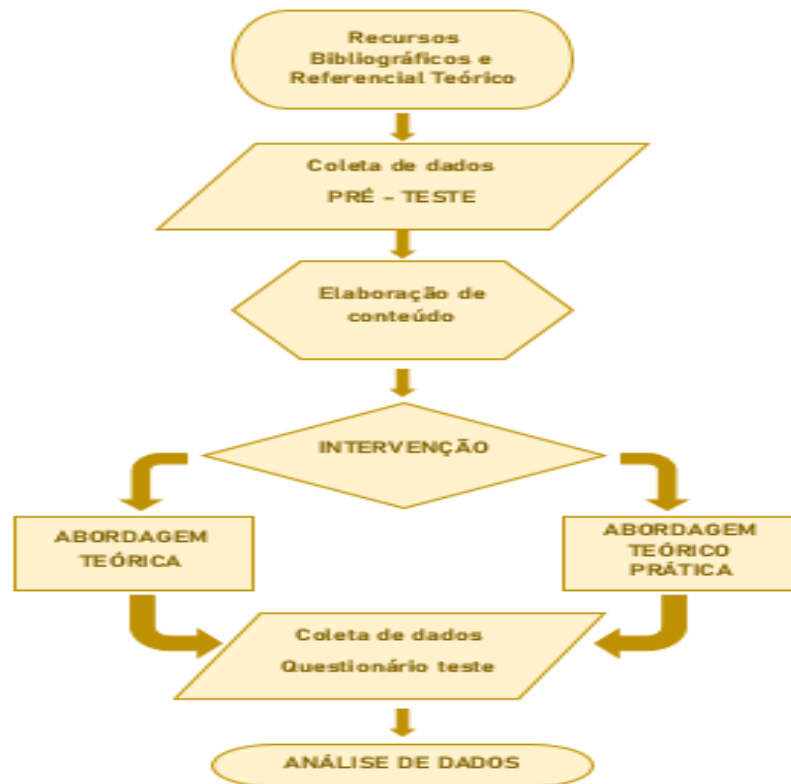 Recursos
Bibliográficos e
Referencial Teórico
Coleta de dados
PRÉ – TESTE
Elaboração de
conteúdo
INTERVENÇÃO
ABORDAGEM
TEÓRICA
ABORDAGEM
TEÓRICO
PRÁTICA
Coleta de dados
Questionário teste
ANÁLISE DE DADOS